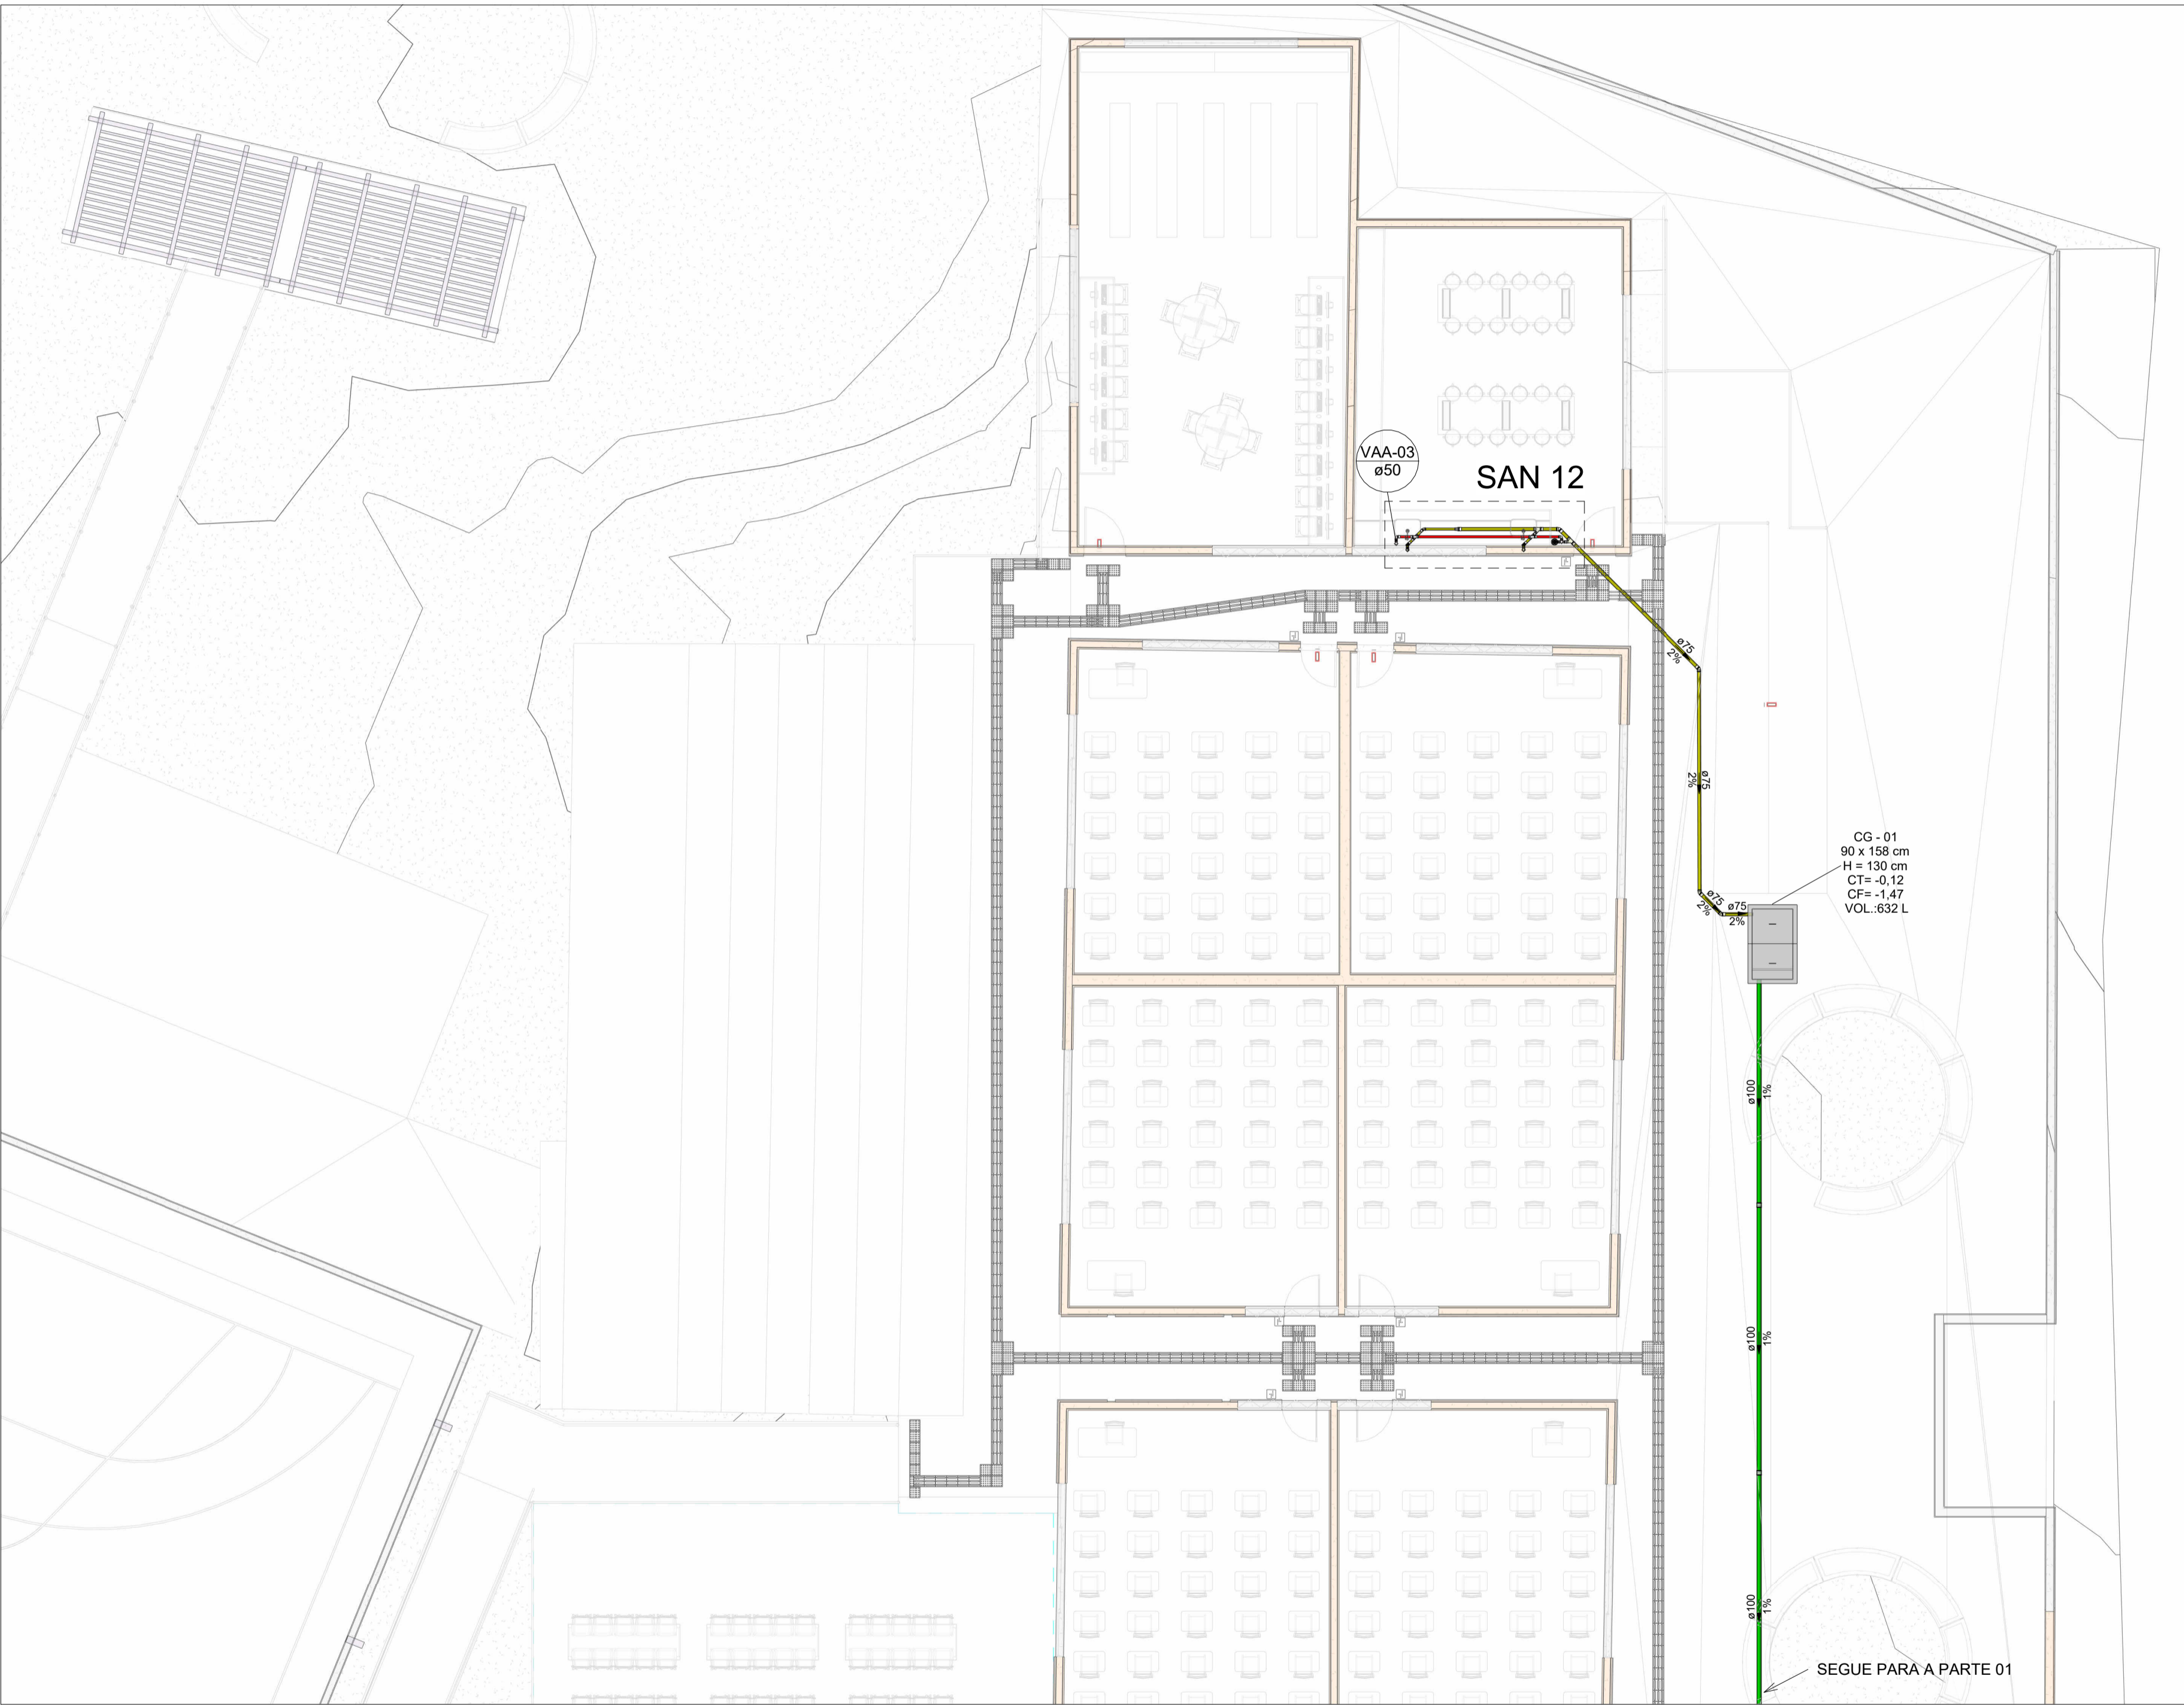 VAA-03
ø50
SAN 12
ø75
2%
ø75
2%
CG - 01
90 x 158 cm
H = 130 cm
CT= -0,12
CF= -1,47
VOL.:632 L
ø75
2%
ø75
2%
ø100
1%
ø100
1%
ø100
1%
SEGUE PARA A PARTE 01